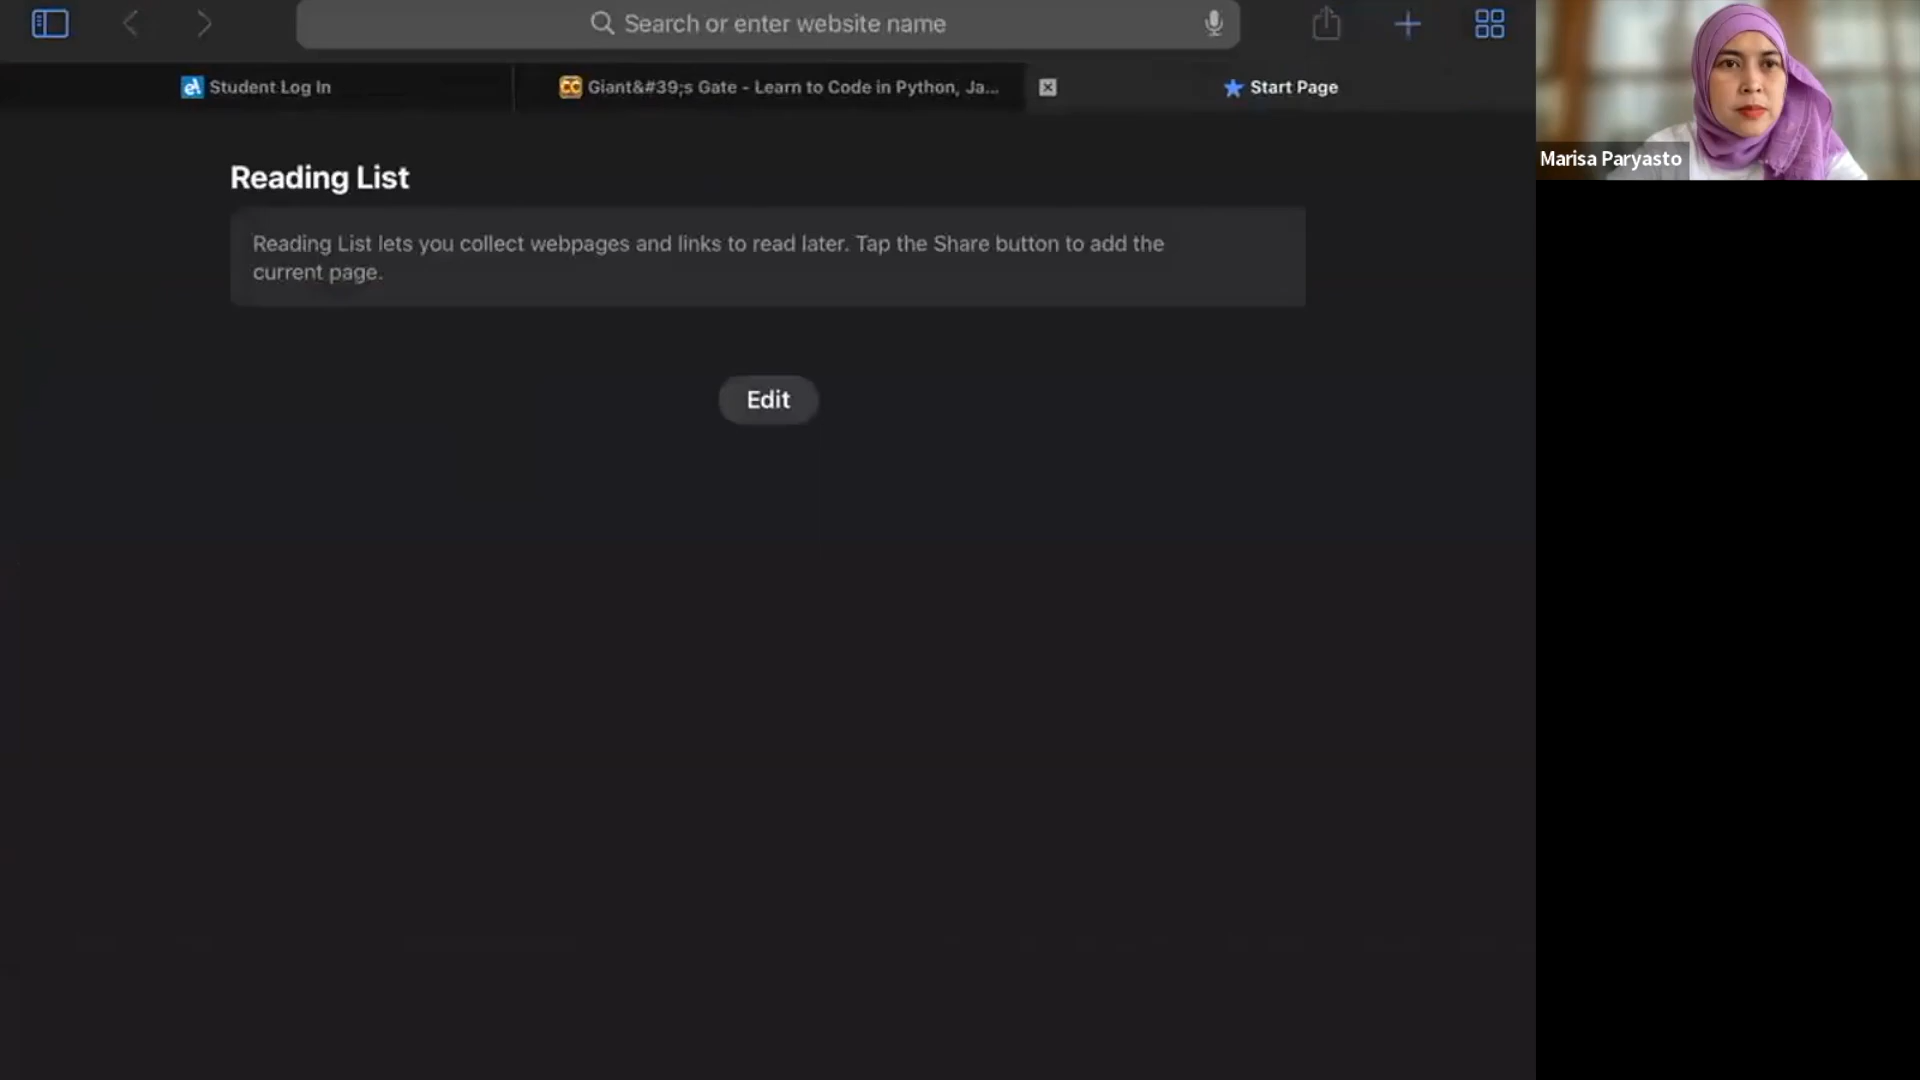 Search or enter website name
Student Log In
CC Giant&#39;s Gate - Learn to Code in Python, Ja...
Start Page
Marisa Paryasto
Reading List
Reading List lets you collect webpages and links to read later. Tap the Share button to add the
current page.
Edit